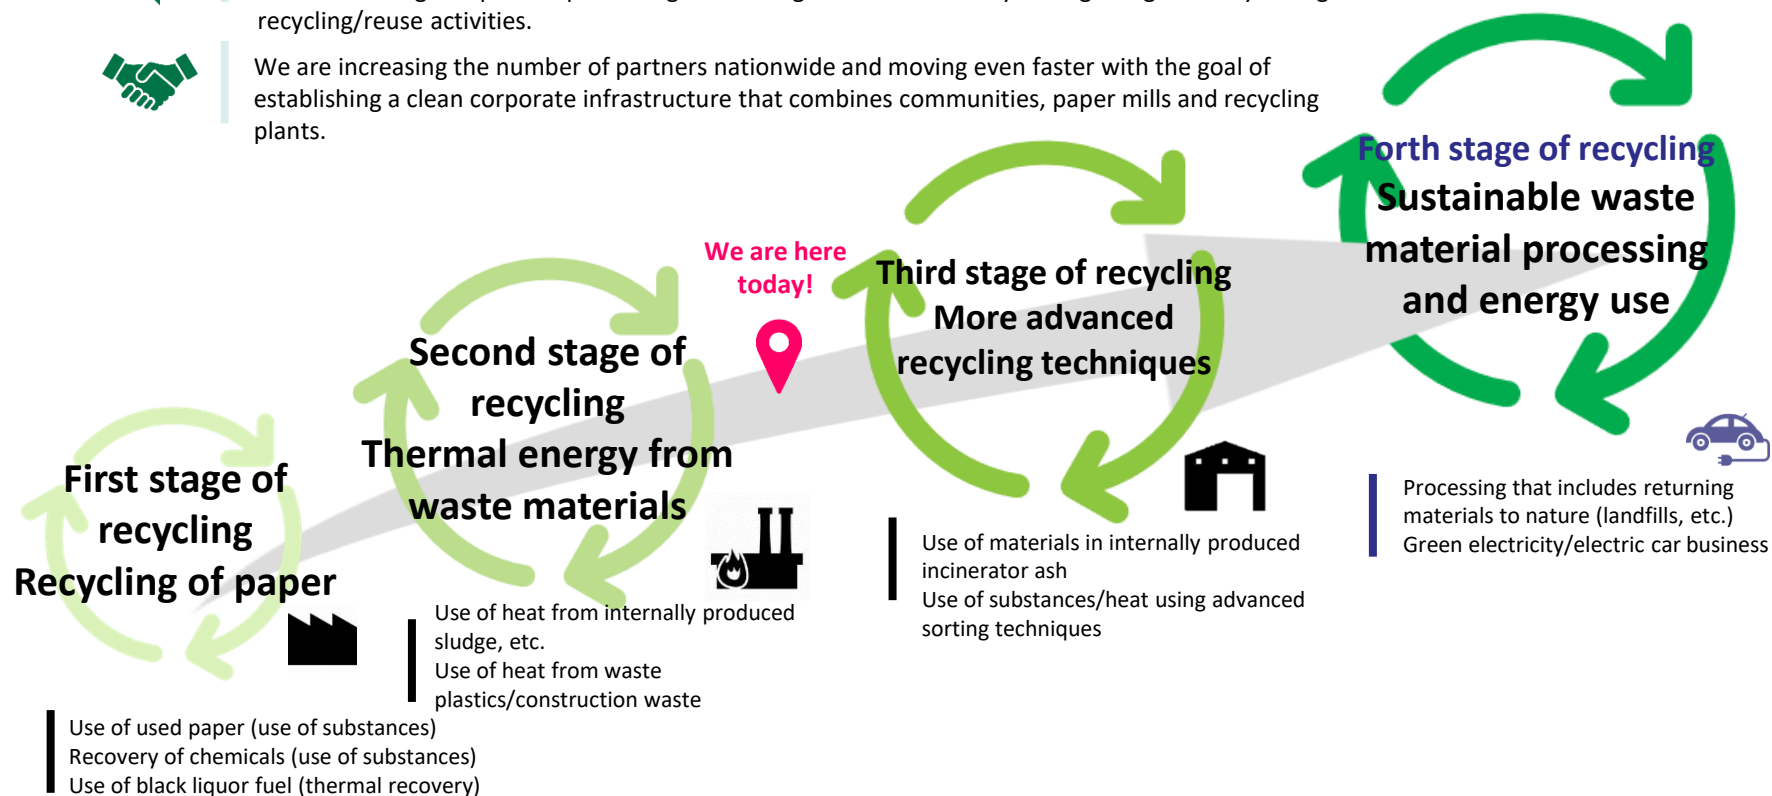 recycling/reuse activities.
We are increasing the number of partners nationwide and moving even faster with the goal of
establishing a clean corporate infrastructure that combines communities, paper mills and recycling
plants.
First stage of
recycling
Recycling of paper
Use of used paper (use of substances)
Recovery of chemicals (use of substances)
Use of black liquor fuel (thermal recovery)
Second stage of
recycling
Thermal energy from
waste materials
Use of heat from internally produced
sludge, etc.
Use of heat from waste
plastics/construction waste
We are here
today!
Third stage of recycling
More advanced
recycling techniques
Use of materials in internally produced
incinerator ash
Use of substances/heat using advanced
sorting techniques
Forth stage of recycling
Sustainable waste
material processing
and energy use
Processing that includes returning
materials to nature (landfills, etc.)
Green electricity/electric car business